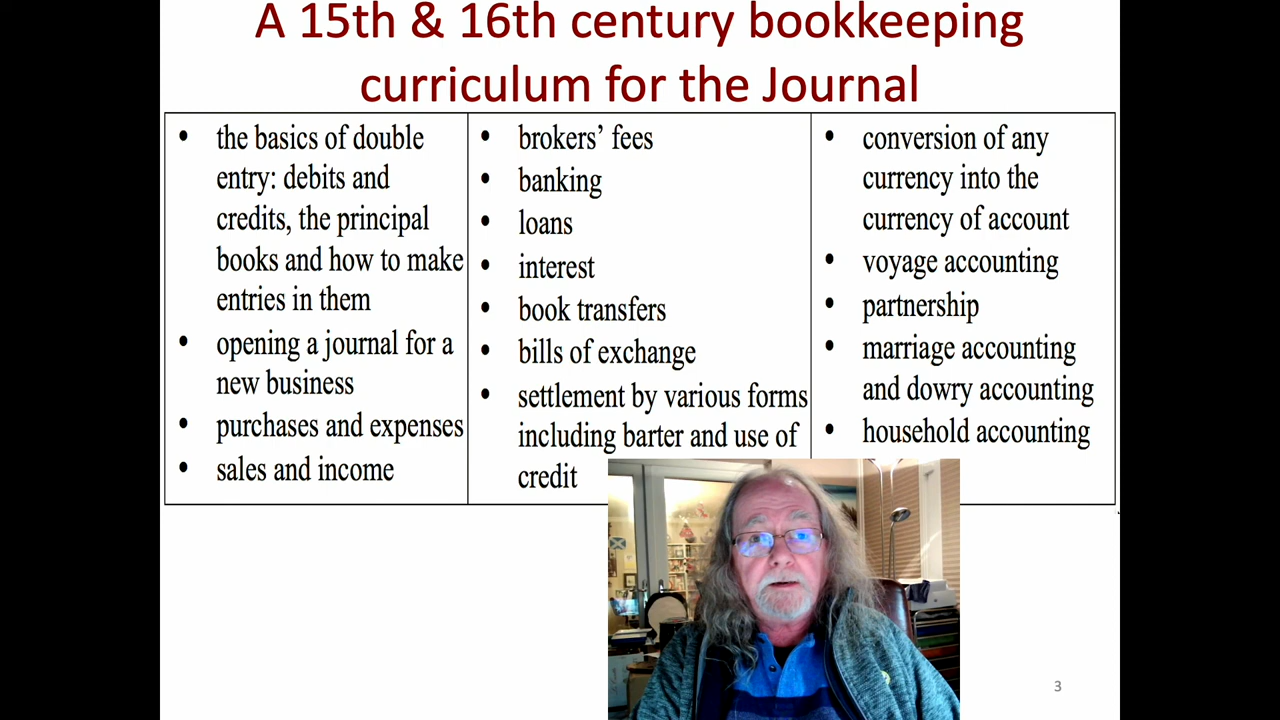 A 15th & 16th century bookkeeping
curriculum for the Journal
• the basics of double
entry: debits and
credits, the principal
books and how to make
entries in them
• opening a journal for a
new business
• purchases and expenses
• sales and income
• brokers’ fees
• banking
• loans
• interest
• book transfers
• bills of exchange
• settlement by various forms
including barter and use of
credit
• conversion of any
currency into the
currency of account
• voyage accounting
• partnership
• marriage accounting
and dowry accounting
• household accounting
3